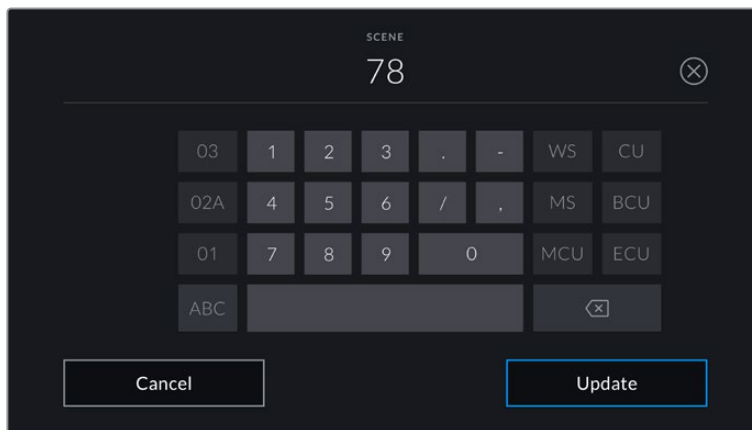 SCENE
78
03 1 2 3 . - WS CU
02A 4 5 6 / , MS BCU
01 7 8 9 0 MCU ECU
ABC
Cancel Update